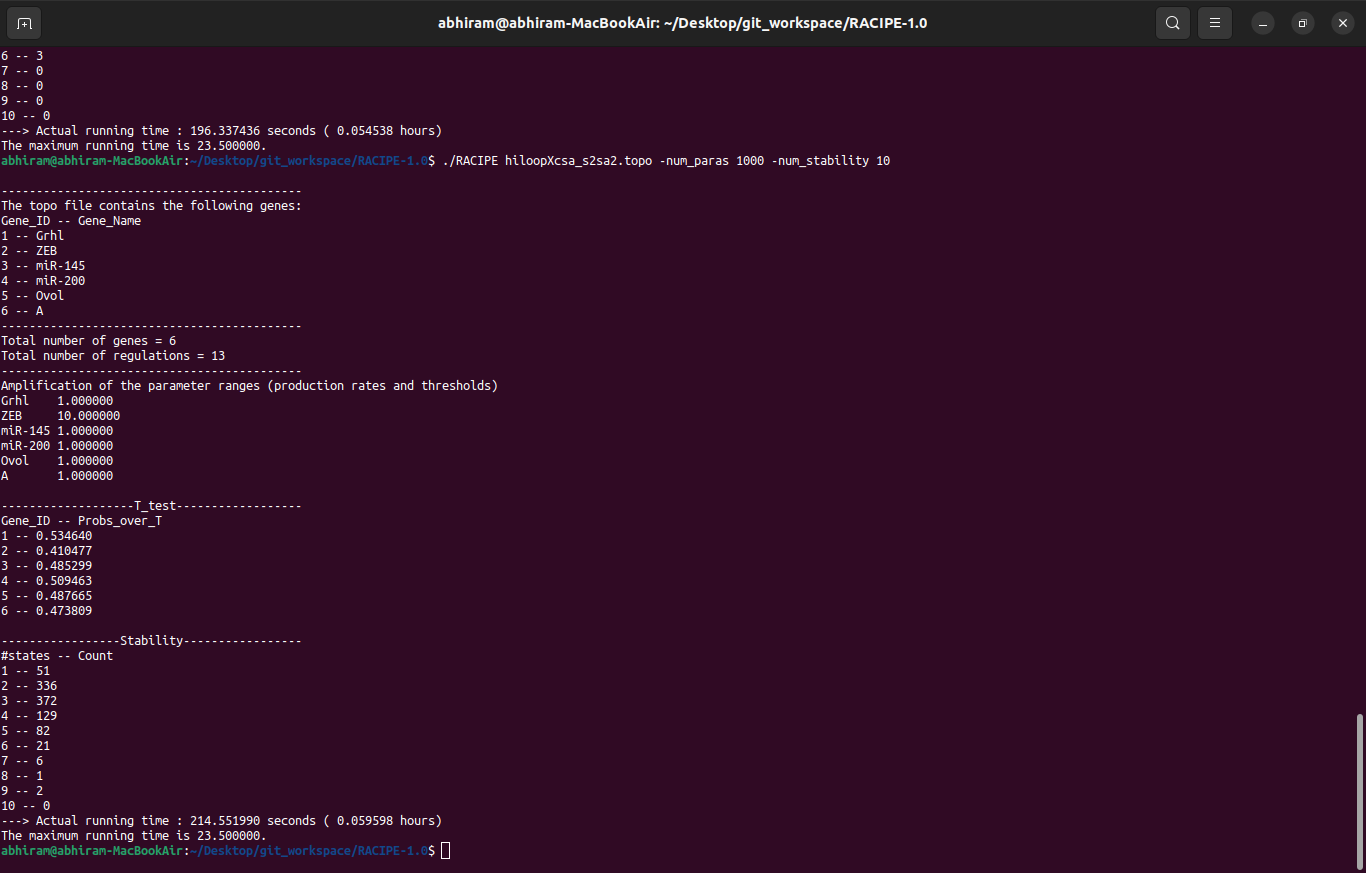 abhiram@abhiram-MacBookAir: ~/Desktop/git_workspace/RACIPE-1.0
6 -- 3
7 -- 0
8 -- 0
9 -- 0
10 -- 0
---> Actual running time : 196.337436 seconds ( 0.054538 hours)
The maximum running time is 23.500000.
abhiram@abhiram-MacBookAir:~/Desktop/git_workspace/RACIPE-1.0$ ./RACIPE hiloopXcsa_s2sa2.topo -num_paras 1000 -num_stability 10
-------------------------------------------
The topo file contains the following genes:
Gene_ID -- Gene_Name
1 -- Grhl
2 -- ZEB
3 -- miR-145
4 -- miR-200
5 -- Ovol
6 -- A
-------------------------------------------
Total number of genes = 6
Total number of regulations = 13
-------------------------------------------
Amplification of the parameter ranges (production rates and thresholds)
Grhl    1.000000
ZEB     10.000000
miR-145 1.000000
miR-200 1.000000
Ovol    1.000000
A       1.000000
-------------------T_test------------------
Gene_ID -- Probs_over_T
1 -- 0.534640
2 -- 0.410477
3 -- 0.485299
4 -- 0.509463
5 -- 0.487665
6 -- 0.473809
-----------------Stability-----------------
#states -- Count
1 -- 51
2 -- 336
3 -- 372
4 -- 129
5 -- 82
6 -- 21
7 -- 6
8 -- 1
9 -- 2
10 -- 0
---> Actual running time : 214.551990 seconds ( 0.059598 hours)
The maximum running time is 23.500000.
abhiram@abhiram-MacBookAir:~/Desktop/git_workspace/RACIPE-1.0$